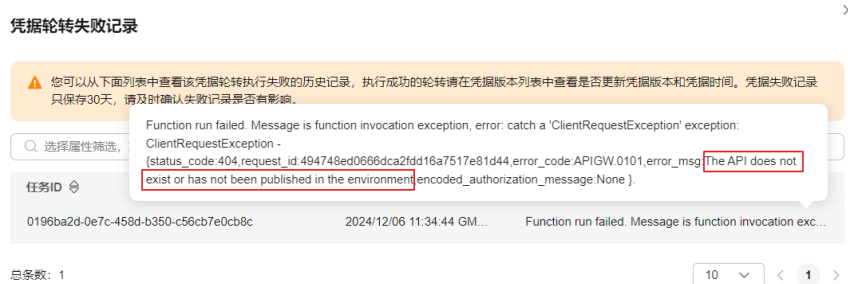 凭据轮转失败记录
您可以从下面列表中查看该凭据轮转执行失败的历史记录，执行成功的轮转请在凭据版本列表中查看是否更新凭据版本和凭据时间。凭据失败记录
只保存30天，请及时确认失败记录是否有影响。
Function run failed. Message is function invocation exception, error: catch a 'ClientRequestException' exception:
ClientRequestException -
{status_code:404,request_id:494748ed0666dca2fdd16a7517e81d44,error_code:APIGW.0101,error_msg:The API does not
exist or has not been published in the environment,encoded_authorization_message:None }.
选择属性筛选，
任务ID
0196ba2d-0e7c-458d-b350-c56cb7e0cb8c 2024/12/06 11:34:44 GM... Function run failed. Message is function invocation exc...
总条数：1 10 1